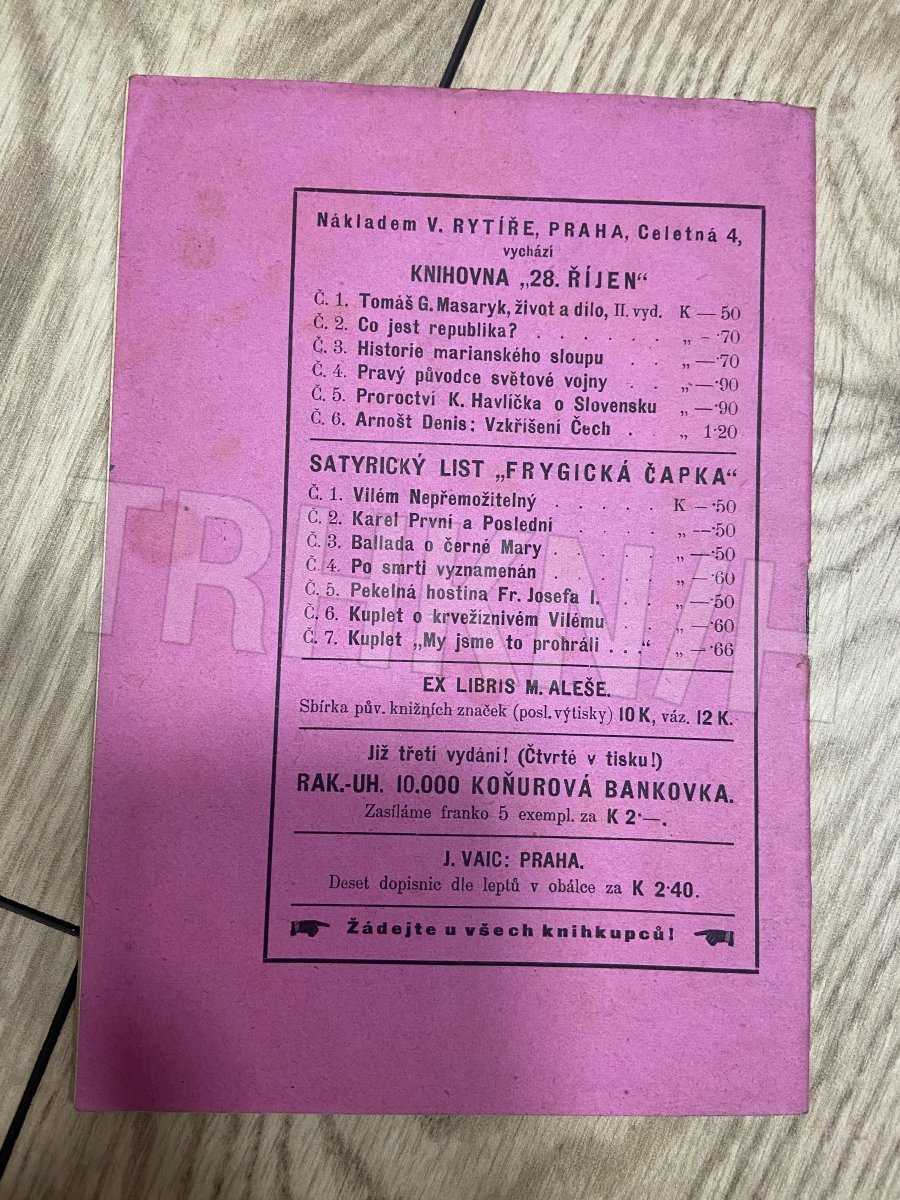 Nákladem V. RYTÍŘE, PRAHA, Celetná 4,
vychází
KNIHOVNA „28. ŘÍJEN“
Č. 1. Tomáš G. Masaryk, život a dílo, II. vyd. K —·50
Č. 2. Co jest republika? . . . . . . „ –·70
Č. 3. Historie marianského sloupu . . „ —·70
Č. 4. Pravý původce světové vojny . . „ —·90
Č. 5. Proroctví K. Havlíčka o Slovensku „ —·90
Č. 6. Arnošt Denis: Vzkříšení Čech . . „ 1·20
SATYRICKÝ LIST „FRYGICKÁ ČAPKA“
Č. 1. Vilém Nepřemožitelný . . . . . K —·50
Č. 2. Karel První a Poslední . . . . „ —·50
Č. 3. Ballada o černé Mary . . . . . „ —·50
Č. 4. Po smrti vyznamenán . . . . . „ —·60
Č. 5. Pekelná hostina Fr. Josefa I. . . „ —·50
Č. 6. Kuplet o krvežiznivém Vilému . . „ —·60
Č. 7. Kuplet „My jsme to prohráli . . .“ „ —·66
EX LIBRIS M. ALEŠE.
Sbírka pův. knižních značek (posl. výtisky) 10 K, váz. 12 K.
Již třetí vydání! (Čtvrté v tisku!)
RAK.-UH. 10.000 KOŇUROVÁ BANKOVKA.
Zasíláme franko 5 exempl. za K 2·—.
J. VAIC: PRAHA.
Deset dopisnic dle leptů v obálce za K 2·40.
Žádejte u všech knihkupců!
TRHKNIH